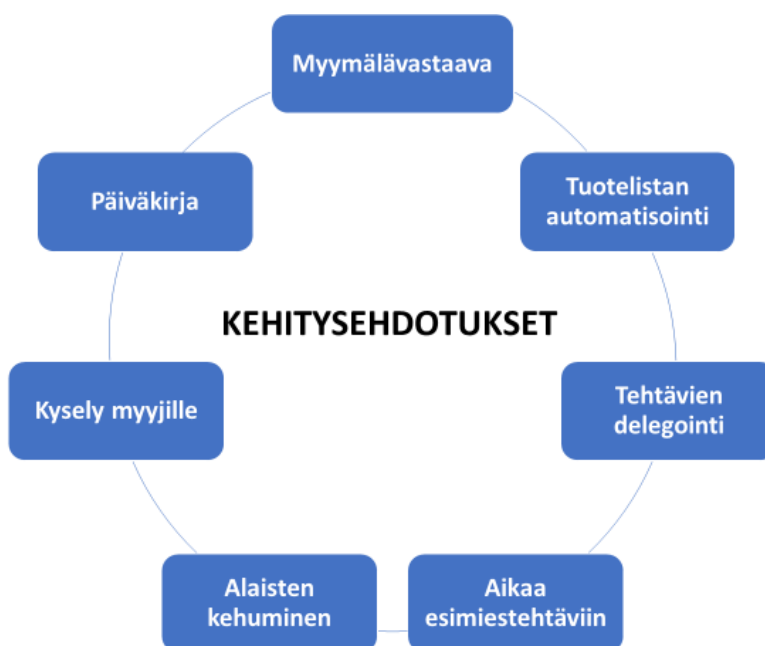 Myymälävastaava
Tuotelistan
automatisointi
Tehtävien
delegointi
Aikaa
esimiestehtäviin
Alaisten
kehuminen
Kysely myyjille
Päiväkirja
KEHITYSEHDOTUKSET